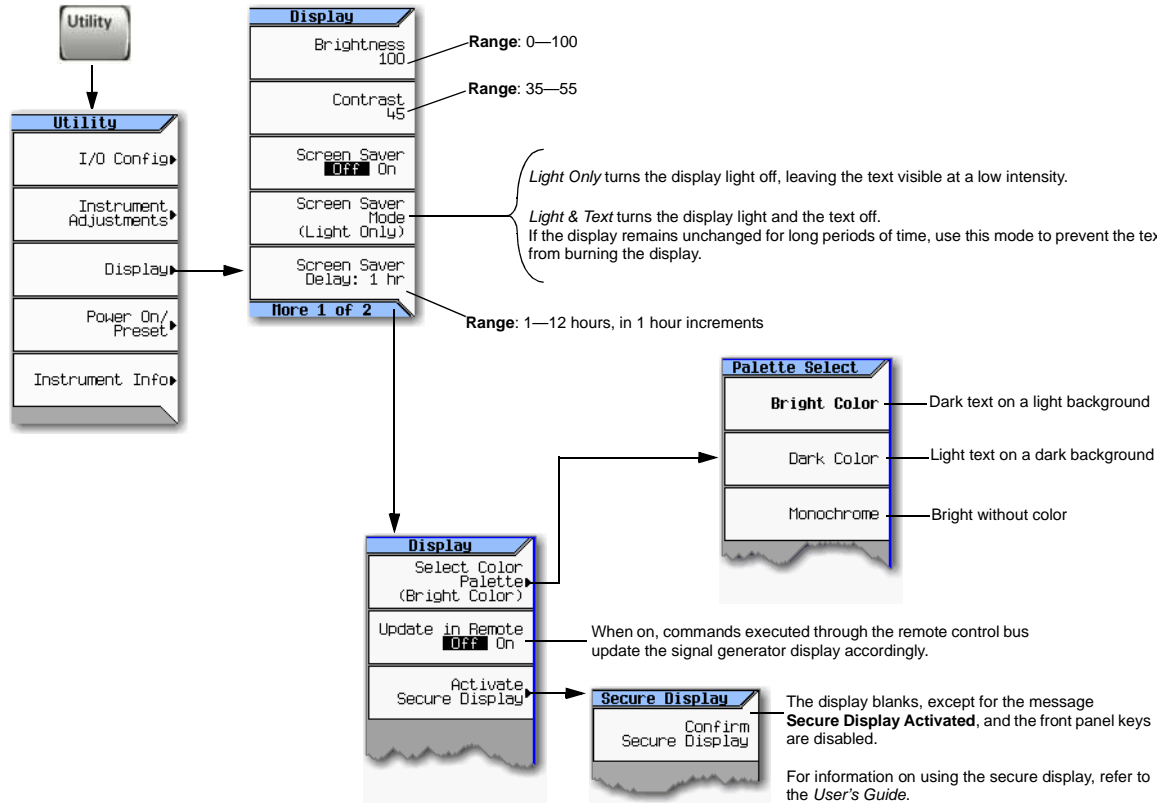 Utility
Utility
I/O Config
Instrument
Adjustments
Display
Power On/
Preset
Instrument Info
Display
Brightness
100
Contrast
45
Screen Saver
Off On
Screen Saver
Mode
(Light Only)
Screen Saver
Delay: 1 hr
More 1 of 2
Range: 0—100
Range: 35—55
Light Only turns the display light off, leaving the text visible at a low intensity.
Light & Text turns the display light and the text off.
If the display remains unchanged for long periods of time, use this mode to prevent the tex
from burning the display.
Range: 1—12 hours, in 1 hour increments
Palette Select
Bright Color
Dark Color
Monochrome
Dark text on a light background
Light text on a dark background
Bright without color
Display
Select Color
Palette
(Bright Color)
Update in Remote
Off On
Activate
Secure Display
When on, commands executed through the remote control bus
update the signal generator display accordingly.
Secure Display
Confirm
Secure Display
The display blanks, except for the message
Secure Display Activated, and the front panel keys
are disabled.
For information on using the secure display, refer to
the User's Guide.